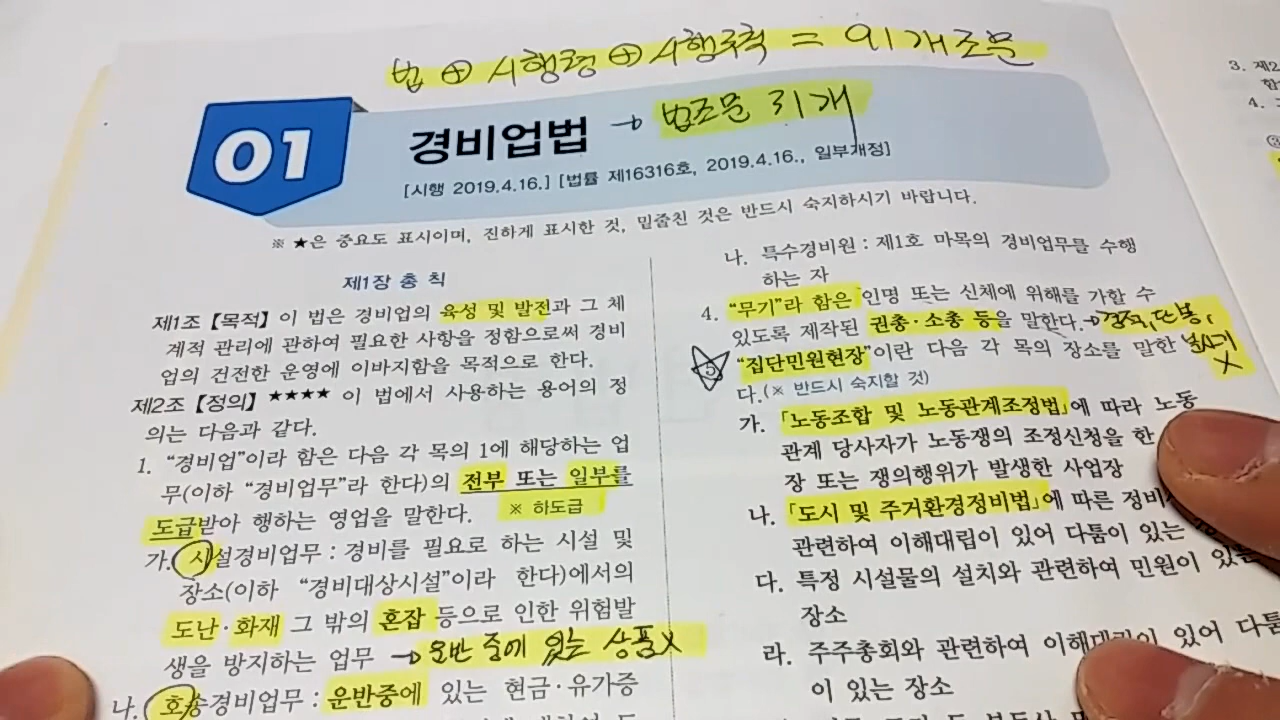 법 ⊕ 시행령 ⊕ 시행규칙 = 91개조문
01
경비업법 → 법조문 31개
[시행 2019.4.16.] [법률 제16316호, 2019.4.16., 일부개정]
※ ★은 중요도 표시이며, 진하게 표시한 것, 밑줄친 것은 반드시 숙지하시기 바랍니다.
제1장 총 칙
제1조【목적】이 법은 경비업의 육성 및 발전과 그 체
계적 관리에 관하여 필요한 사항을 정함으로써 경비
업의 건전한 운영에 이바지함을 목적으로 한다.
제2조【정의】★★★★ 이 법에서 사용하는 용어의 정
의는 다음과 같다.
1. "경비업"이라 함은 다음 각 목의 1에 해당하는 업
무(이하 "경비업무"라 한다)의 전부 또는 일부를
도급받아 행하는 영업을 말한다. ※ 하도급
가. 시설경비업무 : 경비를 필요로 하는 시설 및
장소(이하 "경비대상시설"이라 한다)에서의
도난·화재 그 밖의 혼잡 등으로 인한 위험발
생을 방지하는 업무 → 운반 중에 있는 상품 X
나. 호송경비업무 : 운반중에 있는 현금·유가증
나. 특수경비원 : 제1호 마목의 경비업무를 수행
하는 자
4. "무기"라 함은 인명 또는 신체에 위해를 가할 수
있도록 제작된 권총·소총 등을 말한다. → 경적, 단봉,
5 "집단민원현장"이란 다음 각 목의 장소를 말한 분사기
다.(※ 반드시 숙지할 것) X
가. 「노동조합 및 노동관계조정법」에 따라 노동
관계 당사자가 노동쟁의 조정신청을 한
장 또는 쟁의행위가 발생한 사업장
나. 「도시 및 주거환경정비법」에 따른 정비
관련하여 이해대립이 있어 다툼이 있는
다. 특정 시설물의 설치와 관련하여 민원이 있는
장소
라. 주주총회와 관련하여 이해대립이 있어 다툼
이 있는 장소
3. 제2
4.